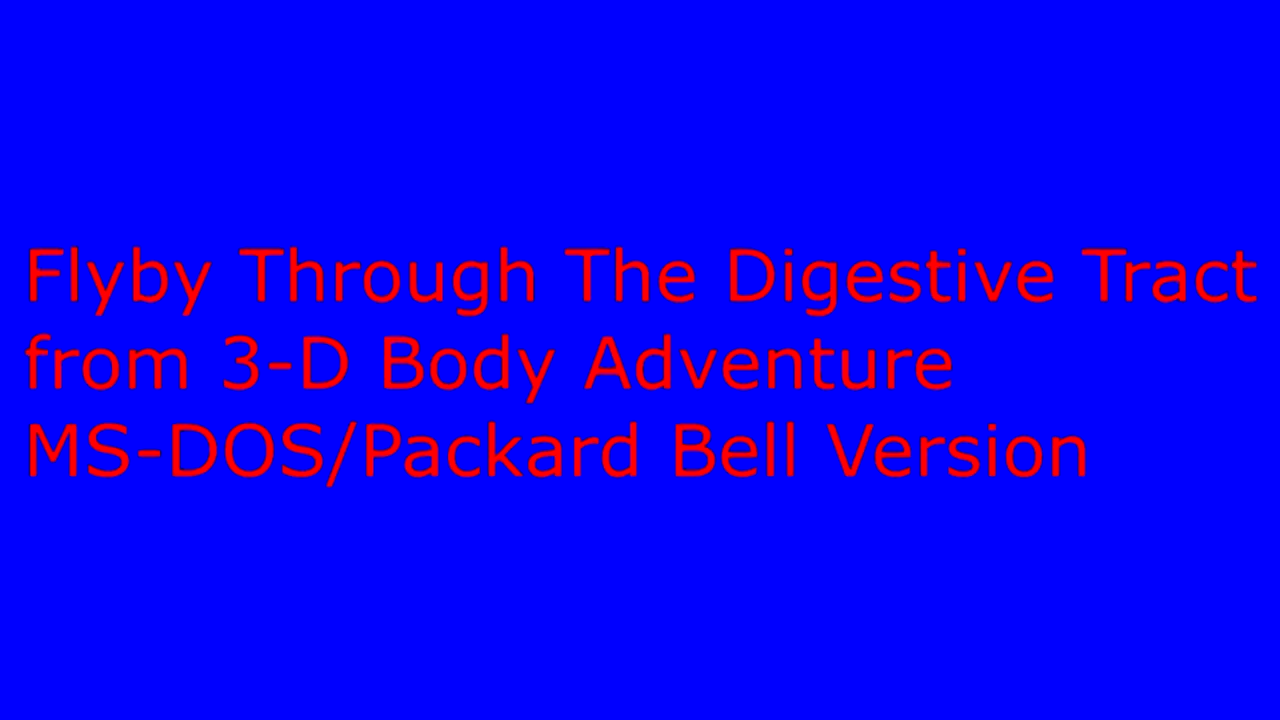 Flyby Through The Digestive Tract
from 3-D Body Adventure
MS-DOS/Packard Bell Version